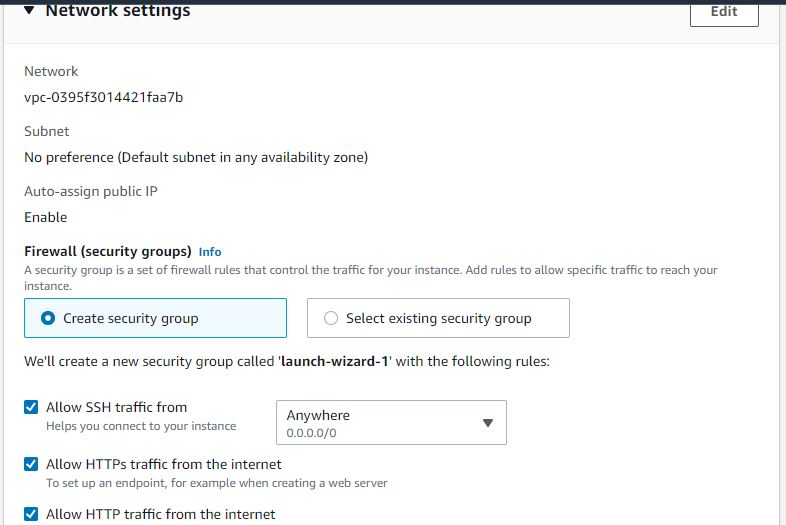 Network settings
Edit
Network
vpc-0395f3014421faa7b
Subnet
No preference (Default subnet in any availability zone)
Auto-assign public IP
Enable
Firewall (security groups) Info
A security group is a set of firewall rules that control the traffic for your instance. Add rules to allow specific traffic to reach your
instance.
Create security group
Select existing security group
We'll create a new security group called 'launch-wizard-1' with the following rules:
Allow SSH traffic from
Helps you connect to your instance
Anywhere
0.0.0.0/0
Allow HTTPs traffic from the internet
To set up an endpoint, for example when creating a web server
Allow HTTP traffic from the internet